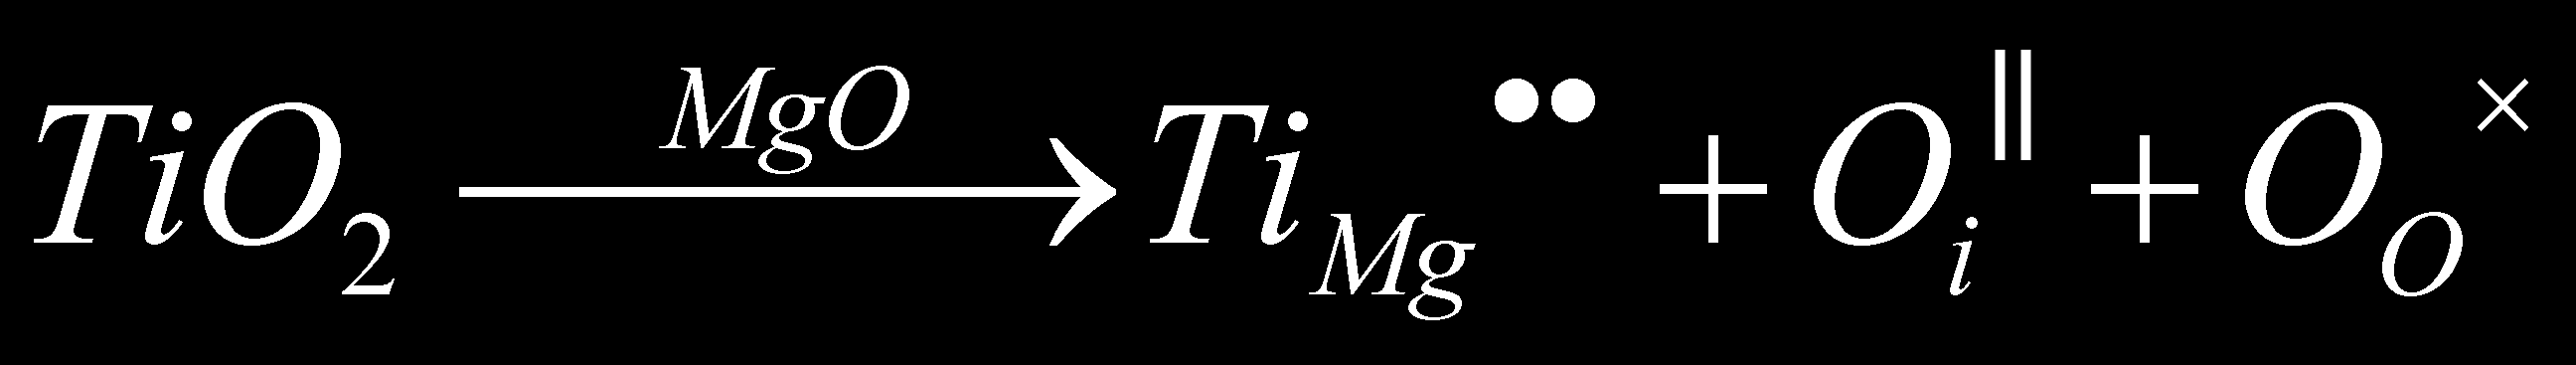 TiO₂ —MgO→ Ti_Mg^•• + O_i^|| + O_O^×